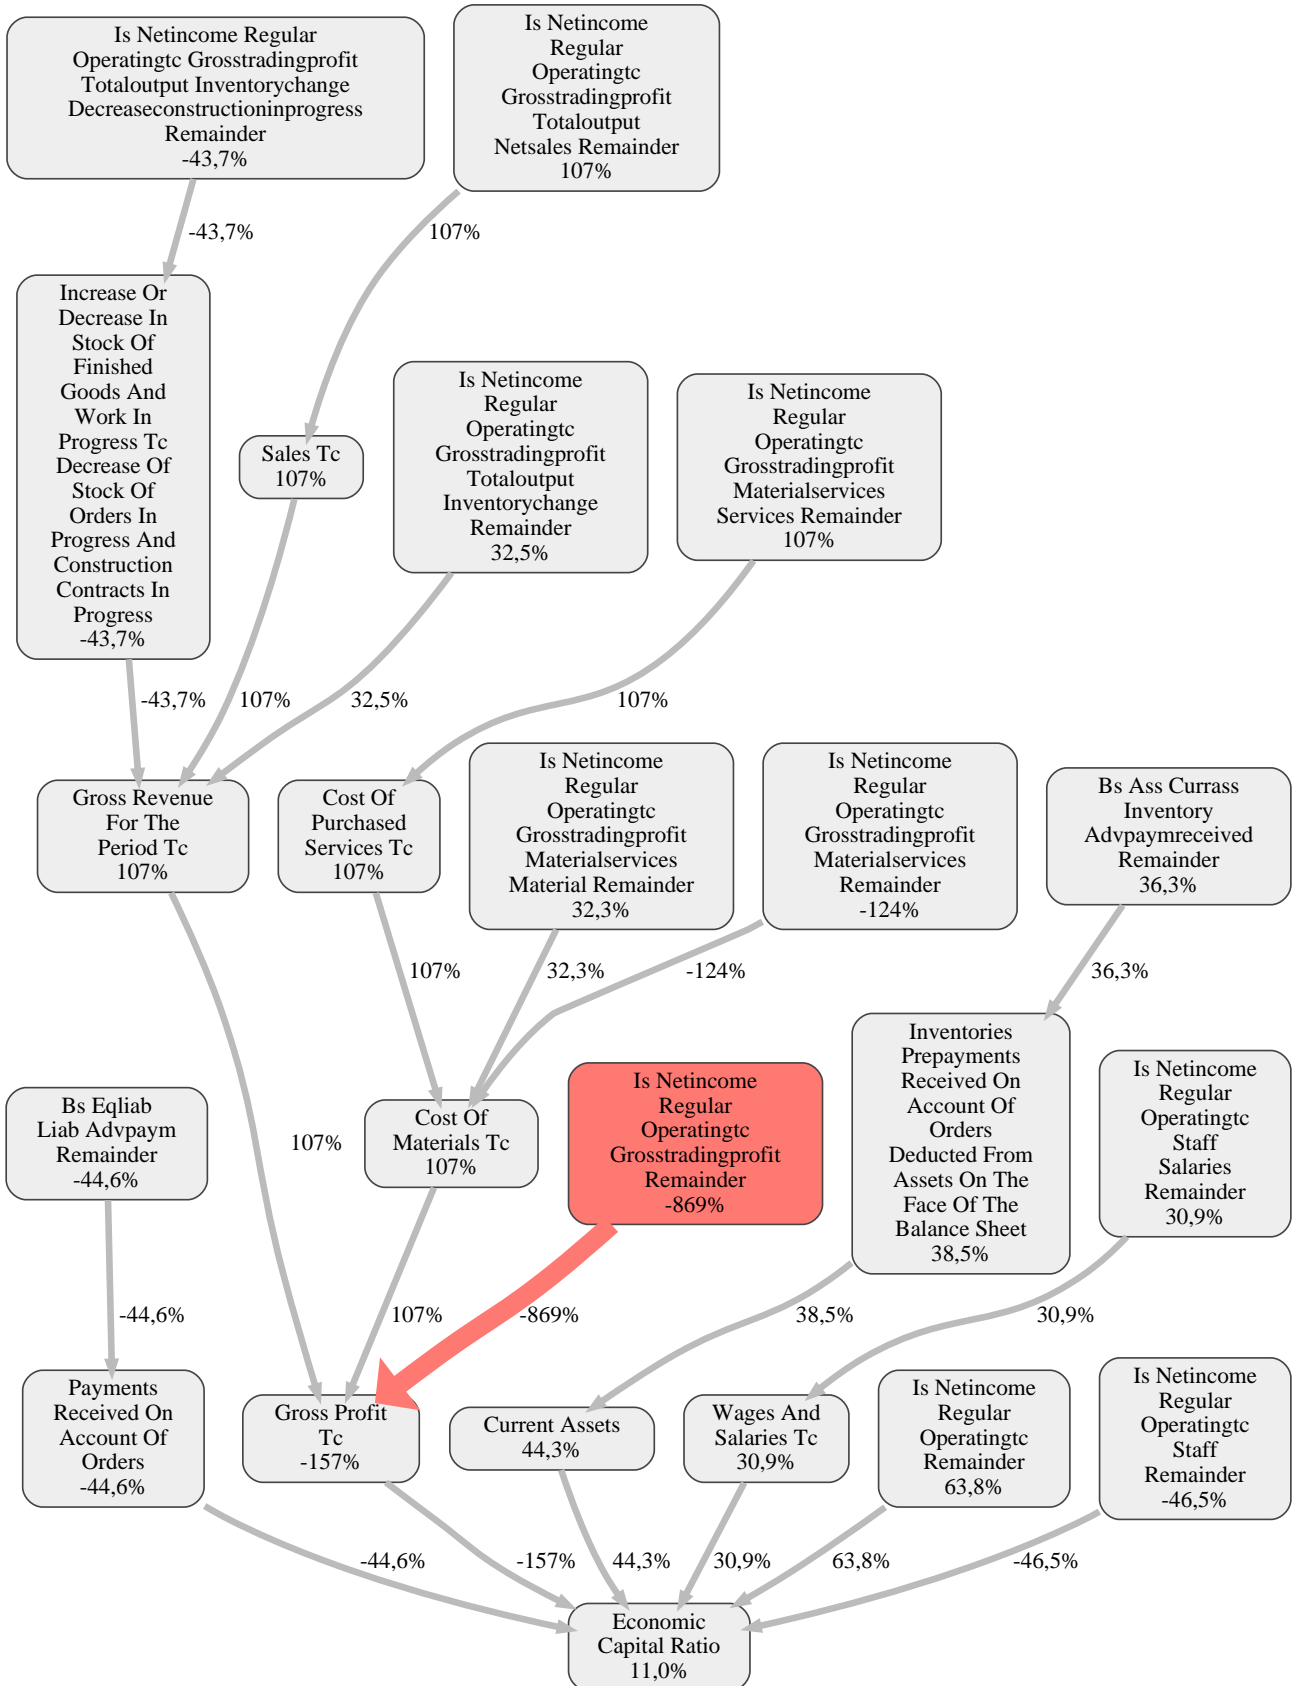 Is Netincome Regular
Operatingtc Grosstradingprofit
Totaloutput Inventorychange
Decreaseconstructioninprogress
Remainder
-43,7%
Is Netincome
Regular
Operatingtc
Grosstradingprofit
Totaloutput
Netsales Remainder
107%
-43,7%
107%
Increase Or
Decrease In
Stock Of
Finished
Goods And
Work In
Progress Tc
Decrease Of
Stock Of
Orders In
Progress And
Construction
Contracts In
Progress
-43,7%
Sales Tc
107%
Is Netincome
Regular
Operatingtc
Grosstradingprofit
Totaloutput
Inventorychange
Remainder
32,5%
Is Netincome
Regular
Operatingtc
Grosstradingprofit
Materialservices
Services Remainder
107%
-43,7%
107%
32,5%
107%
Gross Revenue
For The
Period Tc
107%
Cost Of
Purchased
Services Tc
107%
Is Netincome
Regular
Operatingtc
Grosstradingprofit
Materialservices
Material Remainder
32,3%
Is Netincome
Regular
Operatingtc
Grosstradingprofit
Materialservices
Remainder
-124%
Bs Ass Currass
Inventory
Advpaymreceived
Remainder
36,3%
107%
32,3%
-124%
36,3%
Bs Eqliab
Liab Advpaym
Remainder
-44,6%
107%
Cost Of
Materials Tc
107%
Is Netincome
Regular
Operatingtc
Grosstradingprofit
Remainder
-869%
Inventories
Prepayments
Received On
Account Of
Orders
Deducted From
Assets On The
Face Of The
Balance Sheet
38,5%
Is Netincome
Regular
Operatingtc
Staff
Salaries
Remainder
30,9%
-44,6%
107%
-869%
38,5%
30,9%
Payments
Received On
Account Of
Orders
-44,6%
Gross Profit
Tc
-157%
Current Assets
44,3%
Wages And
Salaries Tc
30,9%
Is Netincome
Regular
Operatingtc
Remainder
63,8%
Is Netincome
Regular
Operatingtc
Staff
Remainder
-46,5%
-44,6%
-157%
44,3%
30,9%
63,8%
-46,5%
Economic
Capital Ratio
11,0%